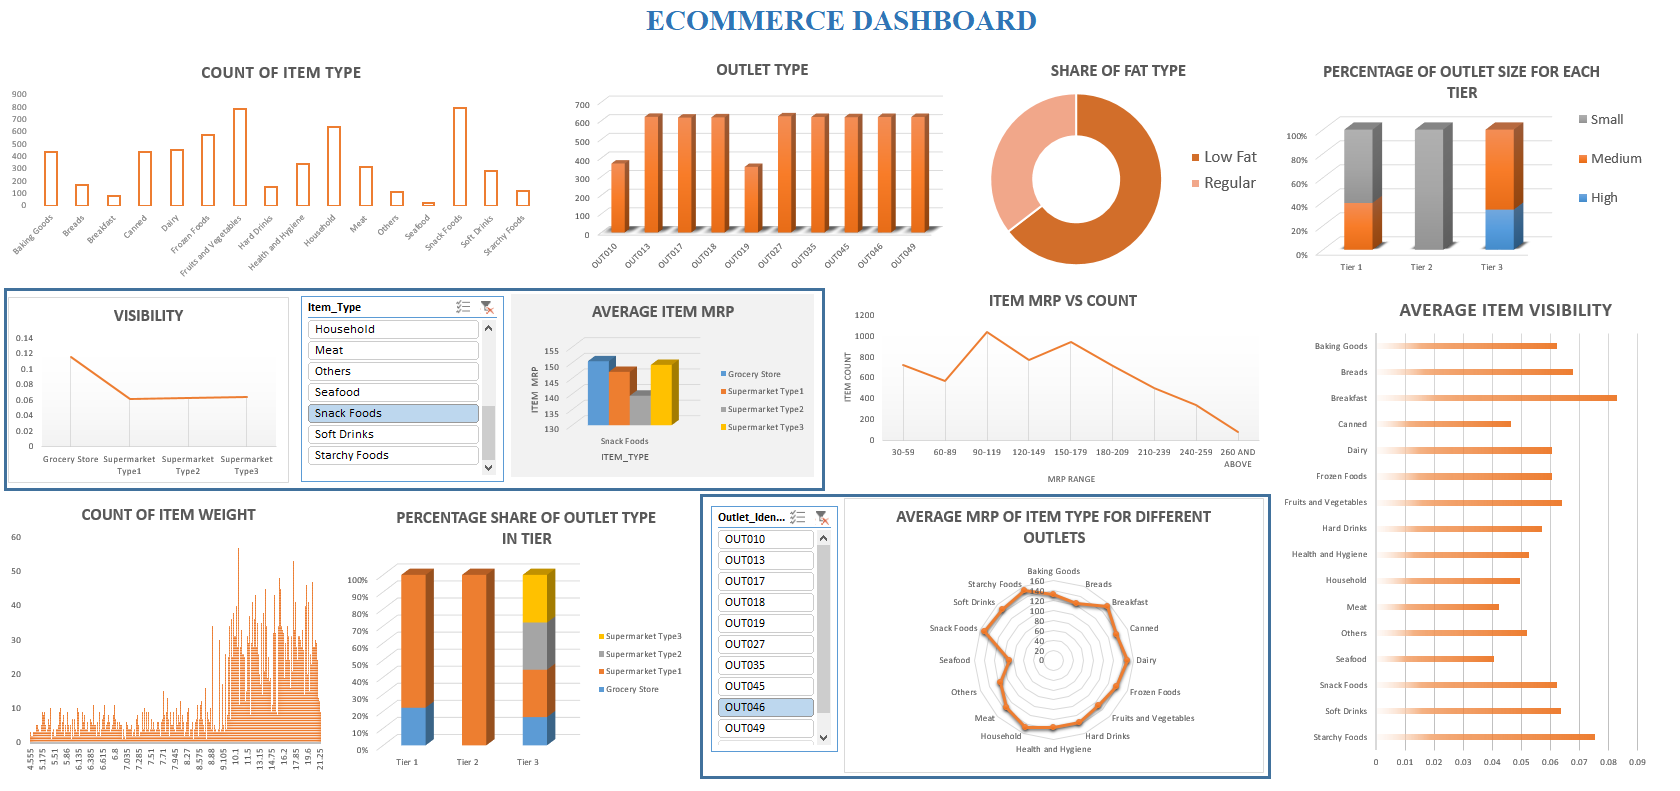 ECOMMERCE DASHBOARD
COUNT OF ITEM TYPE
900
800
700
600
500
400
300
200
100
0
Baking Goods
Breads
Breakfast
Canned
Dairy
Frozen Foods
Fruits and Vegetables
Hard Drinks
Health and Hygiene
Household
Meat
Others
Seafood
Snack Foods
Soft Drinks
Starchy Foods
OUTLET TYPE
700
600
500
400
300
200
100
0
OUT010
OUT013
OUT017
OUT018
OUT019
OUT027
OUT035
OUT045
OUT046
OUT049
SHARE OF FAT TYPE
Low Fat
Regular
PERCENTAGE OF OUTLET SIZE FOR EACH
TIER
100%
80%
60%
40%
20%
0%
Tier 1
Tier 2
Tier 3
Small
Medium
High
VISIBILITY
0.14
0.12
0.1
0.08
0.06
0.04
0.02
0
Grocery Store
Supermarket
Type1
Supermarket
Type2
Supermarket
Type3
Item_Type
Household
Meat
Others
Seafood
Snack Foods
Soft Drinks
Starchy Foods
AVERAGE ITEM MRP
ITEM MRP
155
150
145
140
135
130
Snack Foods
ITEM_TYPE
Grocery Store
Supermarket Type1
Supermarket Type2
Supermarket Type3
ITEM MRP VS COUNT
ITEM COUNT
1200
1000
800
600
400
200
0
30-59
60-89
90-119
120-149
150-179
180-209
210-239
240-259
260 AND
ABOVE
MRP RANGE
AVERAGE ITEM VISIBILITY
Baking Goods
Breads
Breakfast
Canned
Dairy
Frozen Foods
Fruits and Vegetables
Hard Drinks
Health and Hygiene
Household
Meat
Others
Seafood
Snack Foods
Soft Drinks
Starchy Foods
0
0.01
0.02
0.03
0.04
0.05
0.06
0.07
0.08
0.09
COUNT OF ITEM WEIGHT
60
50
40
30
20
10
0
4.555
5.175
5.51
5.86
6.135
6.385
6.615
6.8
7.035
7.285
7.51
7.71
7.945
8.27
8.575
8.88
9.105
10.1
11.5
13.15
14.75
16.2
17.85
19.6
21.25
PERCENTAGE SHARE OF OUTLET TYPE
IN TIER
100%
90%
80%
70%
60%
50%
40%
30%
20%
10%
0%
Tier 1
Tier 2
Tier 3
Supermarket Type3
Supermarket Type2
Supermarket Type1
Grocery Store
Outlet_Iden...
OUT010
OUT013
OUT017
OUT018
OUT019
OUT027
OUT035
OUT045
OUT046
OUT049
AVERAGE MRP OF ITEM TYPE FOR DIFFERENT
OUTLETS
Baking Goods
Breads
Breakfast
Canned
Dairy
Frozen Foods
Fruits and Vegetables
Hard Drinks
Health and Hygiene
Household
Meat
Others
Seafood
Snack Foods
Soft Drinks
Starchy Foods
160
140
120
100
80
60
40
20
0